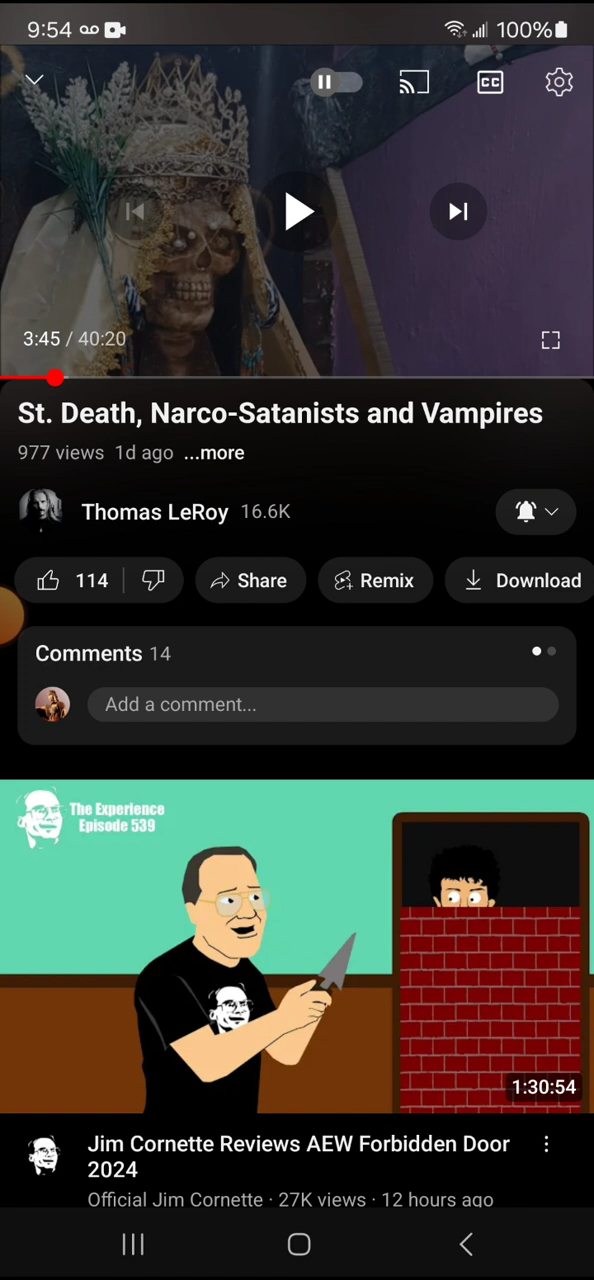 9:54
100%
CC
3:45 / 40:20
St. Death, Narco-Satanists and Vampires
977 views 1d ago ...more
Thomas LeRoy 16.6K
114 Share Remix Download
Comments 14
Add a comment...
The Experience
Episode 539
1:30:54
Jim Cornette Reviews AEW Forbidden Door
2024
Official Jim Cornette · 27K views · 12 hours ago